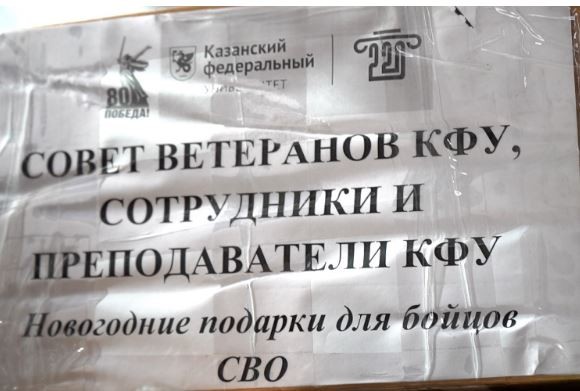 Казанский
федеральный
80
ПОБЕДА!
СОВЕТ ВЕТЕРАНОВ КФУ,
СОТРУДНИКИ И
ПРЕПОДАВАТЕЛИ КФУ
Новогодние подарки для бойцов
СВО